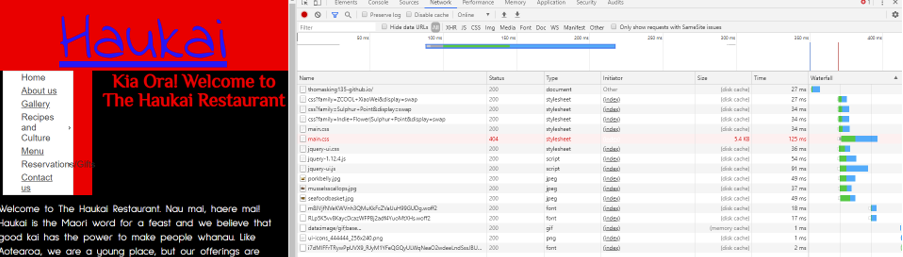 Haukai
Home
About us
Gallery
Recipes
and
Culture
Menu
Reservations
Contact
us
Kia Ora! Welcome to
The Haukai Restaurant
Welcome to The Haukai Restaurant. Nau mai, haere mai!
Haukai is the Maori word for a feast and we believe that
good kai has the power to make people whanau. Like
Aotearoa, we are a young place, but our offerings are
Elements Console Sources Network Performance Memory Application Security Audits
Preserve log Disable cache Online
Filter Hide data URLs All XHR JS CSS Img Media Font Doc WS Manifest Other Only show requests with SameSite issues
50 ms 100 ms 150 ms 200 ms 250 ms 300 ms 350 ms 400 ms
Name Status Type Initiator Size Time Waterfall
thomasking135-github.io/ 200 document Other (disk cache) 27 ms
css?family=ZCOOL+XiaoWei&display=swap 200 stylesheet (index) (disk cache) 27 ms
css?family=Sulphur+Point&display=swap 200 stylesheet (index) (disk cache) 34 ms
css?family=Indie+Flower|Sulphur+Point&display=swap 200 stylesheet (index) (disk cache) 34 ms
main.css 200 stylesheet (index) (disk cache) 34 ms
main.css 404 stylesheet (index) 5.4 KB 125 ms
jquery-ui.css 200 stylesheet (index) (disk cache) 36 ms
jquery-1.12.4.js 200 script (index) (disk cache) 54 ms
jquery-ui.js 200 script (index) (disk cache) 91 ms
porkbelly.jpg 200 jpeg (index) (disk cache) 49 ms
musselsscallops.jpg 200 jpeg (index) (disk cache) 37 ms
seafoodbasket.jpg 200 jpeg (index) (disk cache) 49 ms
200 font (index) (disk cache) 18 ms
200 font (index) (disk cache) 17 ms
data:image/gif;base... 200 gif (index) (memory cache) 0 ms
ui-icons_444444_256x240.png 200 png (index) (disk cache) 1 ms
200 font (index) (disk cache) 2 ms